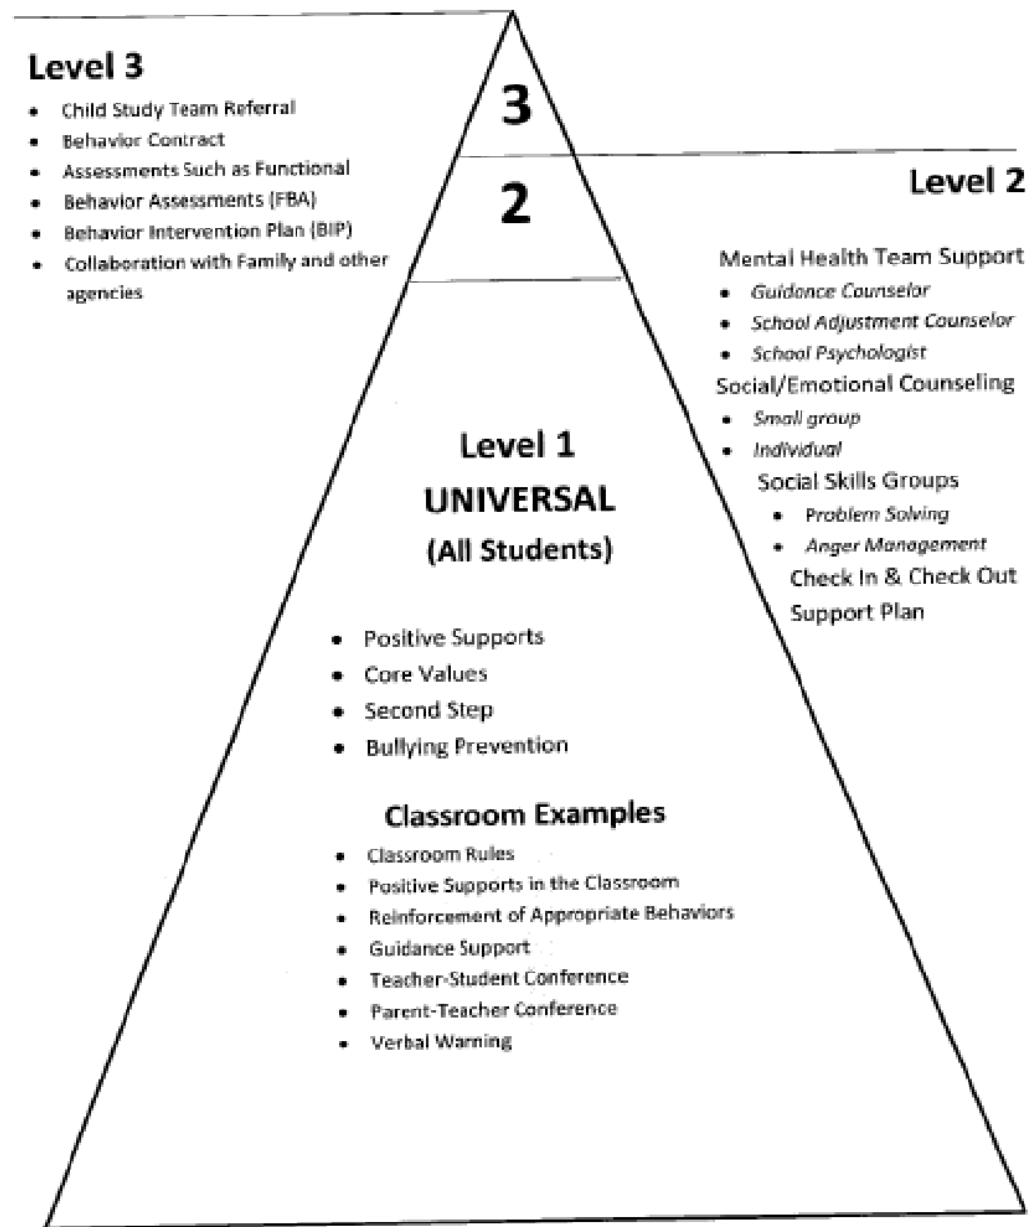 Level 3
• Child Study Team Referral
• Behavior Contract
• Assessments Such as Functional
• Behavior Assessments (FBA)
• Behavior Intervention Plan (BIP)
• Collaboration with Family and other
agencies
3
2
Level 2
Mental Health Team Support
• Guidance Counselor
• School Adjustment Counselor
• School Psychologist
Social/Emotional Counseling
• Small group
• Individual
Social Skills Groups
• Problem Solving
• Anger Management
Check In & Check Out
Support Plan
Level 1
UNIVERSAL
(All Students)
• Positive Supports
• Core Values
• Second Step
• Bullying Prevention
Classroom Examples
• Classroom Rules
• Positive Supports in the Classroom
• Reinforcement of Appropriate Behaviors
• Guidance Support
• Teacher-Student Conference
• Parent-Teacher Conference
• Verbal Warning